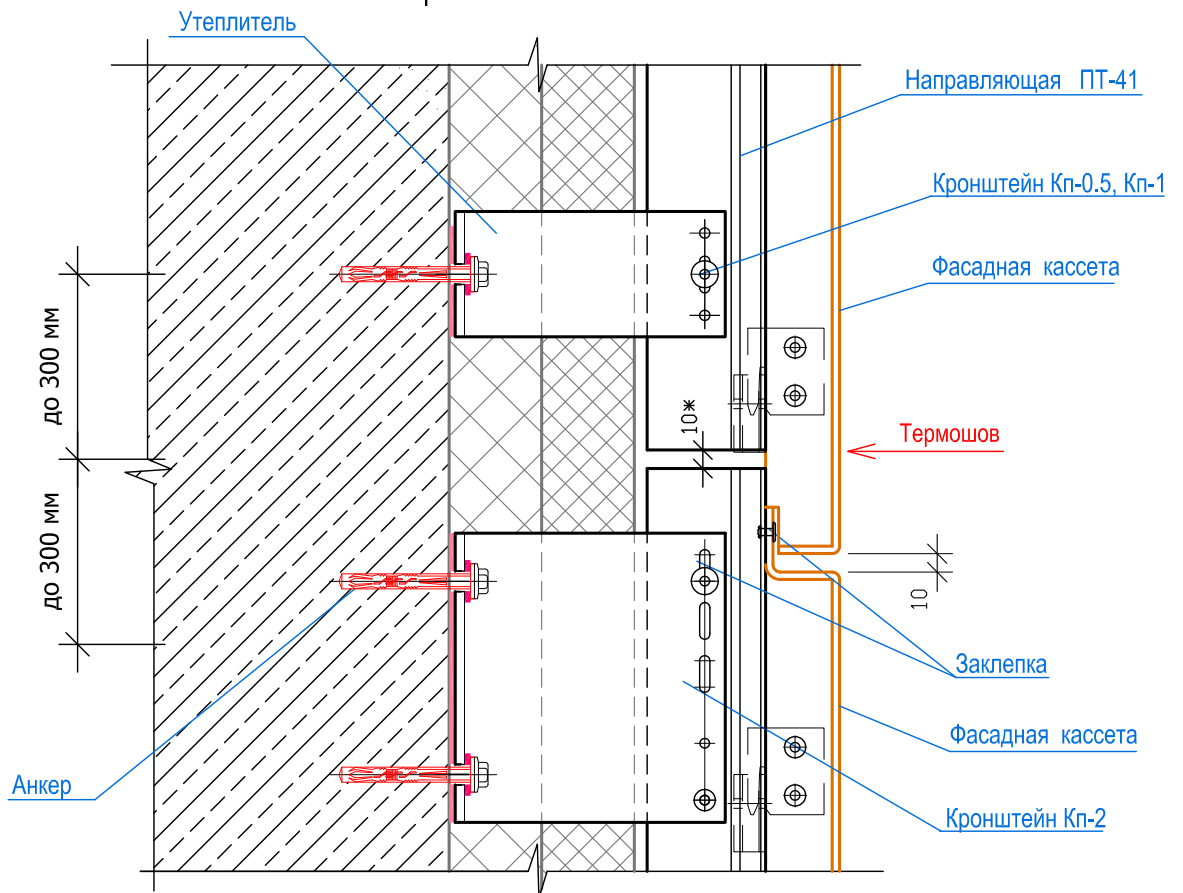 Утеплитель
Направляющая ПТ-41
Кронштейн Кп-0.5, Кп-1
Фасадная кассета
до 300 мм
10*
Термошов
до 300 мм
10
Заклепка
Фасадная кассета
Анкер
Кронштейн Кп-2